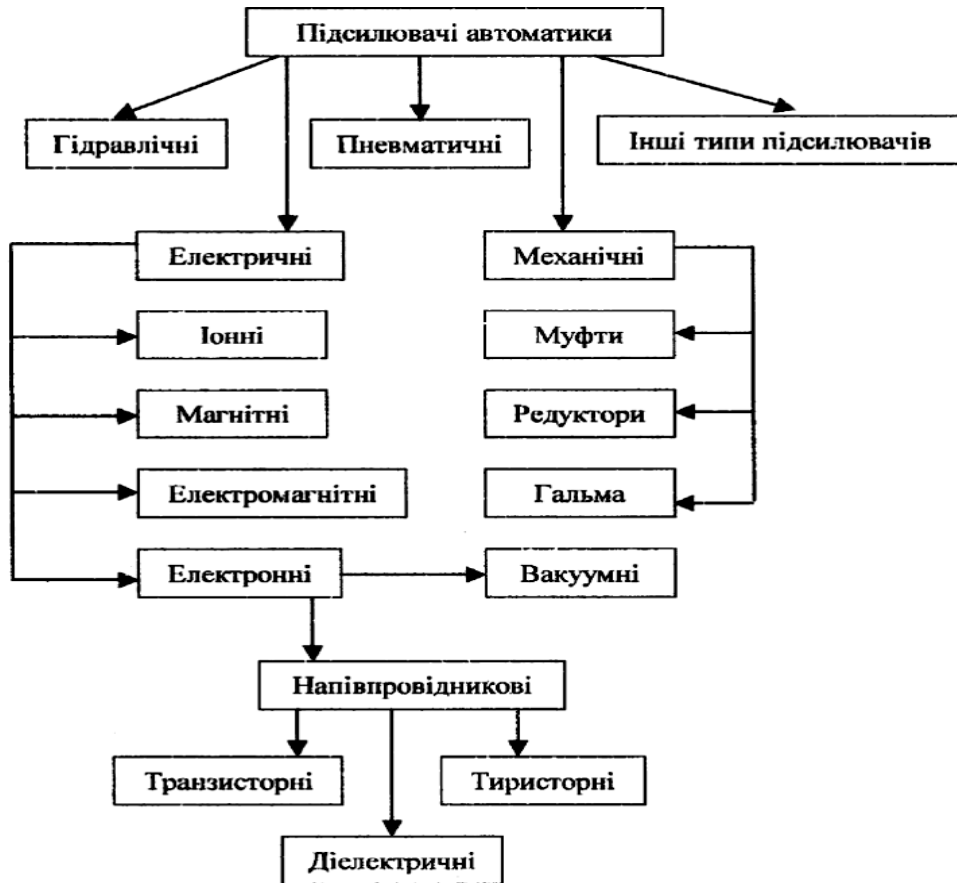 Підсилювачі автоматики
Гідравлічні
Пневматичні
Інші типи підсилювачів
Електричні
Механічні
Іонні
Муфти
Магнітні
Редуктори
Електромагнітні
Гальма
Електронні
Вакуумні
Напівпровідникові
Транзисторні
Тиристорні
Діелектричні